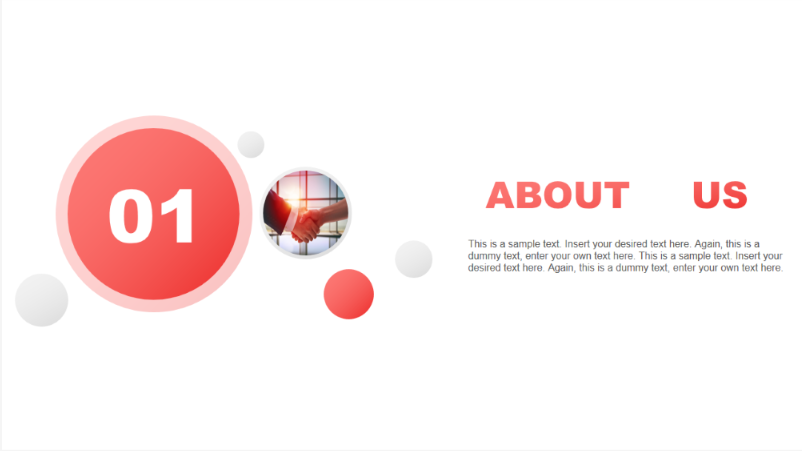 01
ABOUT US
This is a sample text. Insert your desired text here. Again, this is a
dummy text, enter your own text here. This is a sample text. Insert your
desired text here. Again, this is a dummy text, enter your own text here.